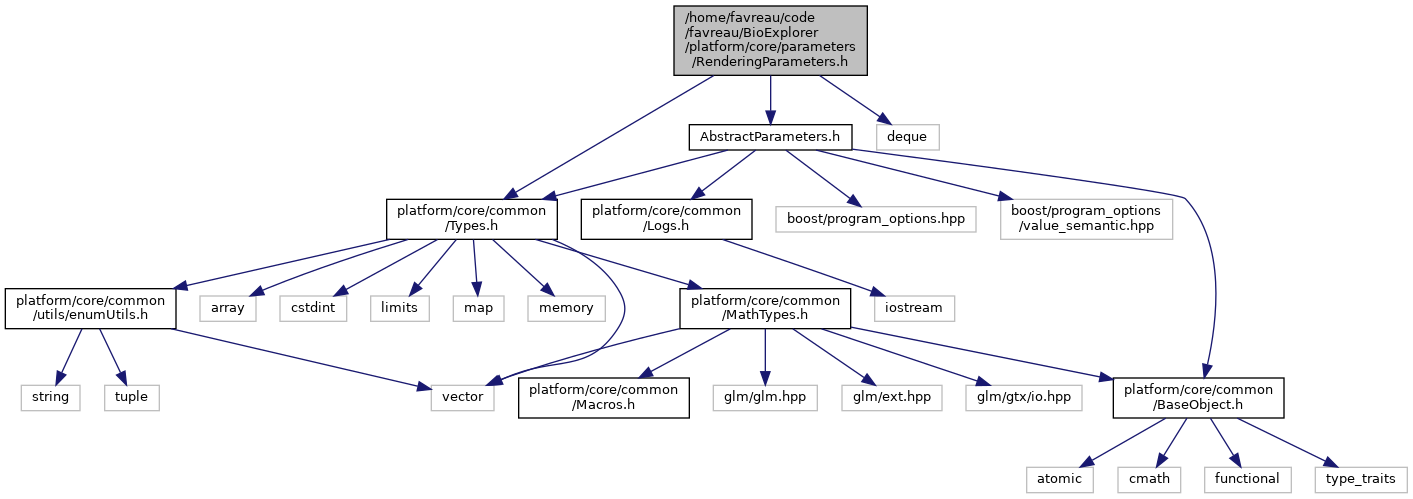 /home/favreau/code
/favreau/BioExplorer
/platform/core/parameters
/RenderingParameters.h
AbstractParameters.h
deque
platform/core/common
/Types.h
platform/core/common
/Logs.h
boost/program_options.hpp
boost/program_options
/value_semantic.hpp
platform/core/common
/utils/enumUtils.h
array
cstdint
limits
map
memory
platform/core/common
/MathTypes.h
iostream
string
tuple
vector
platform/core/common
/Macros.h
glm/glm.hpp
glm/ext.hpp
glm/gtx/io.hpp
platform/core/common
/BaseObject.h
atomic
cmath
functional
type_traits